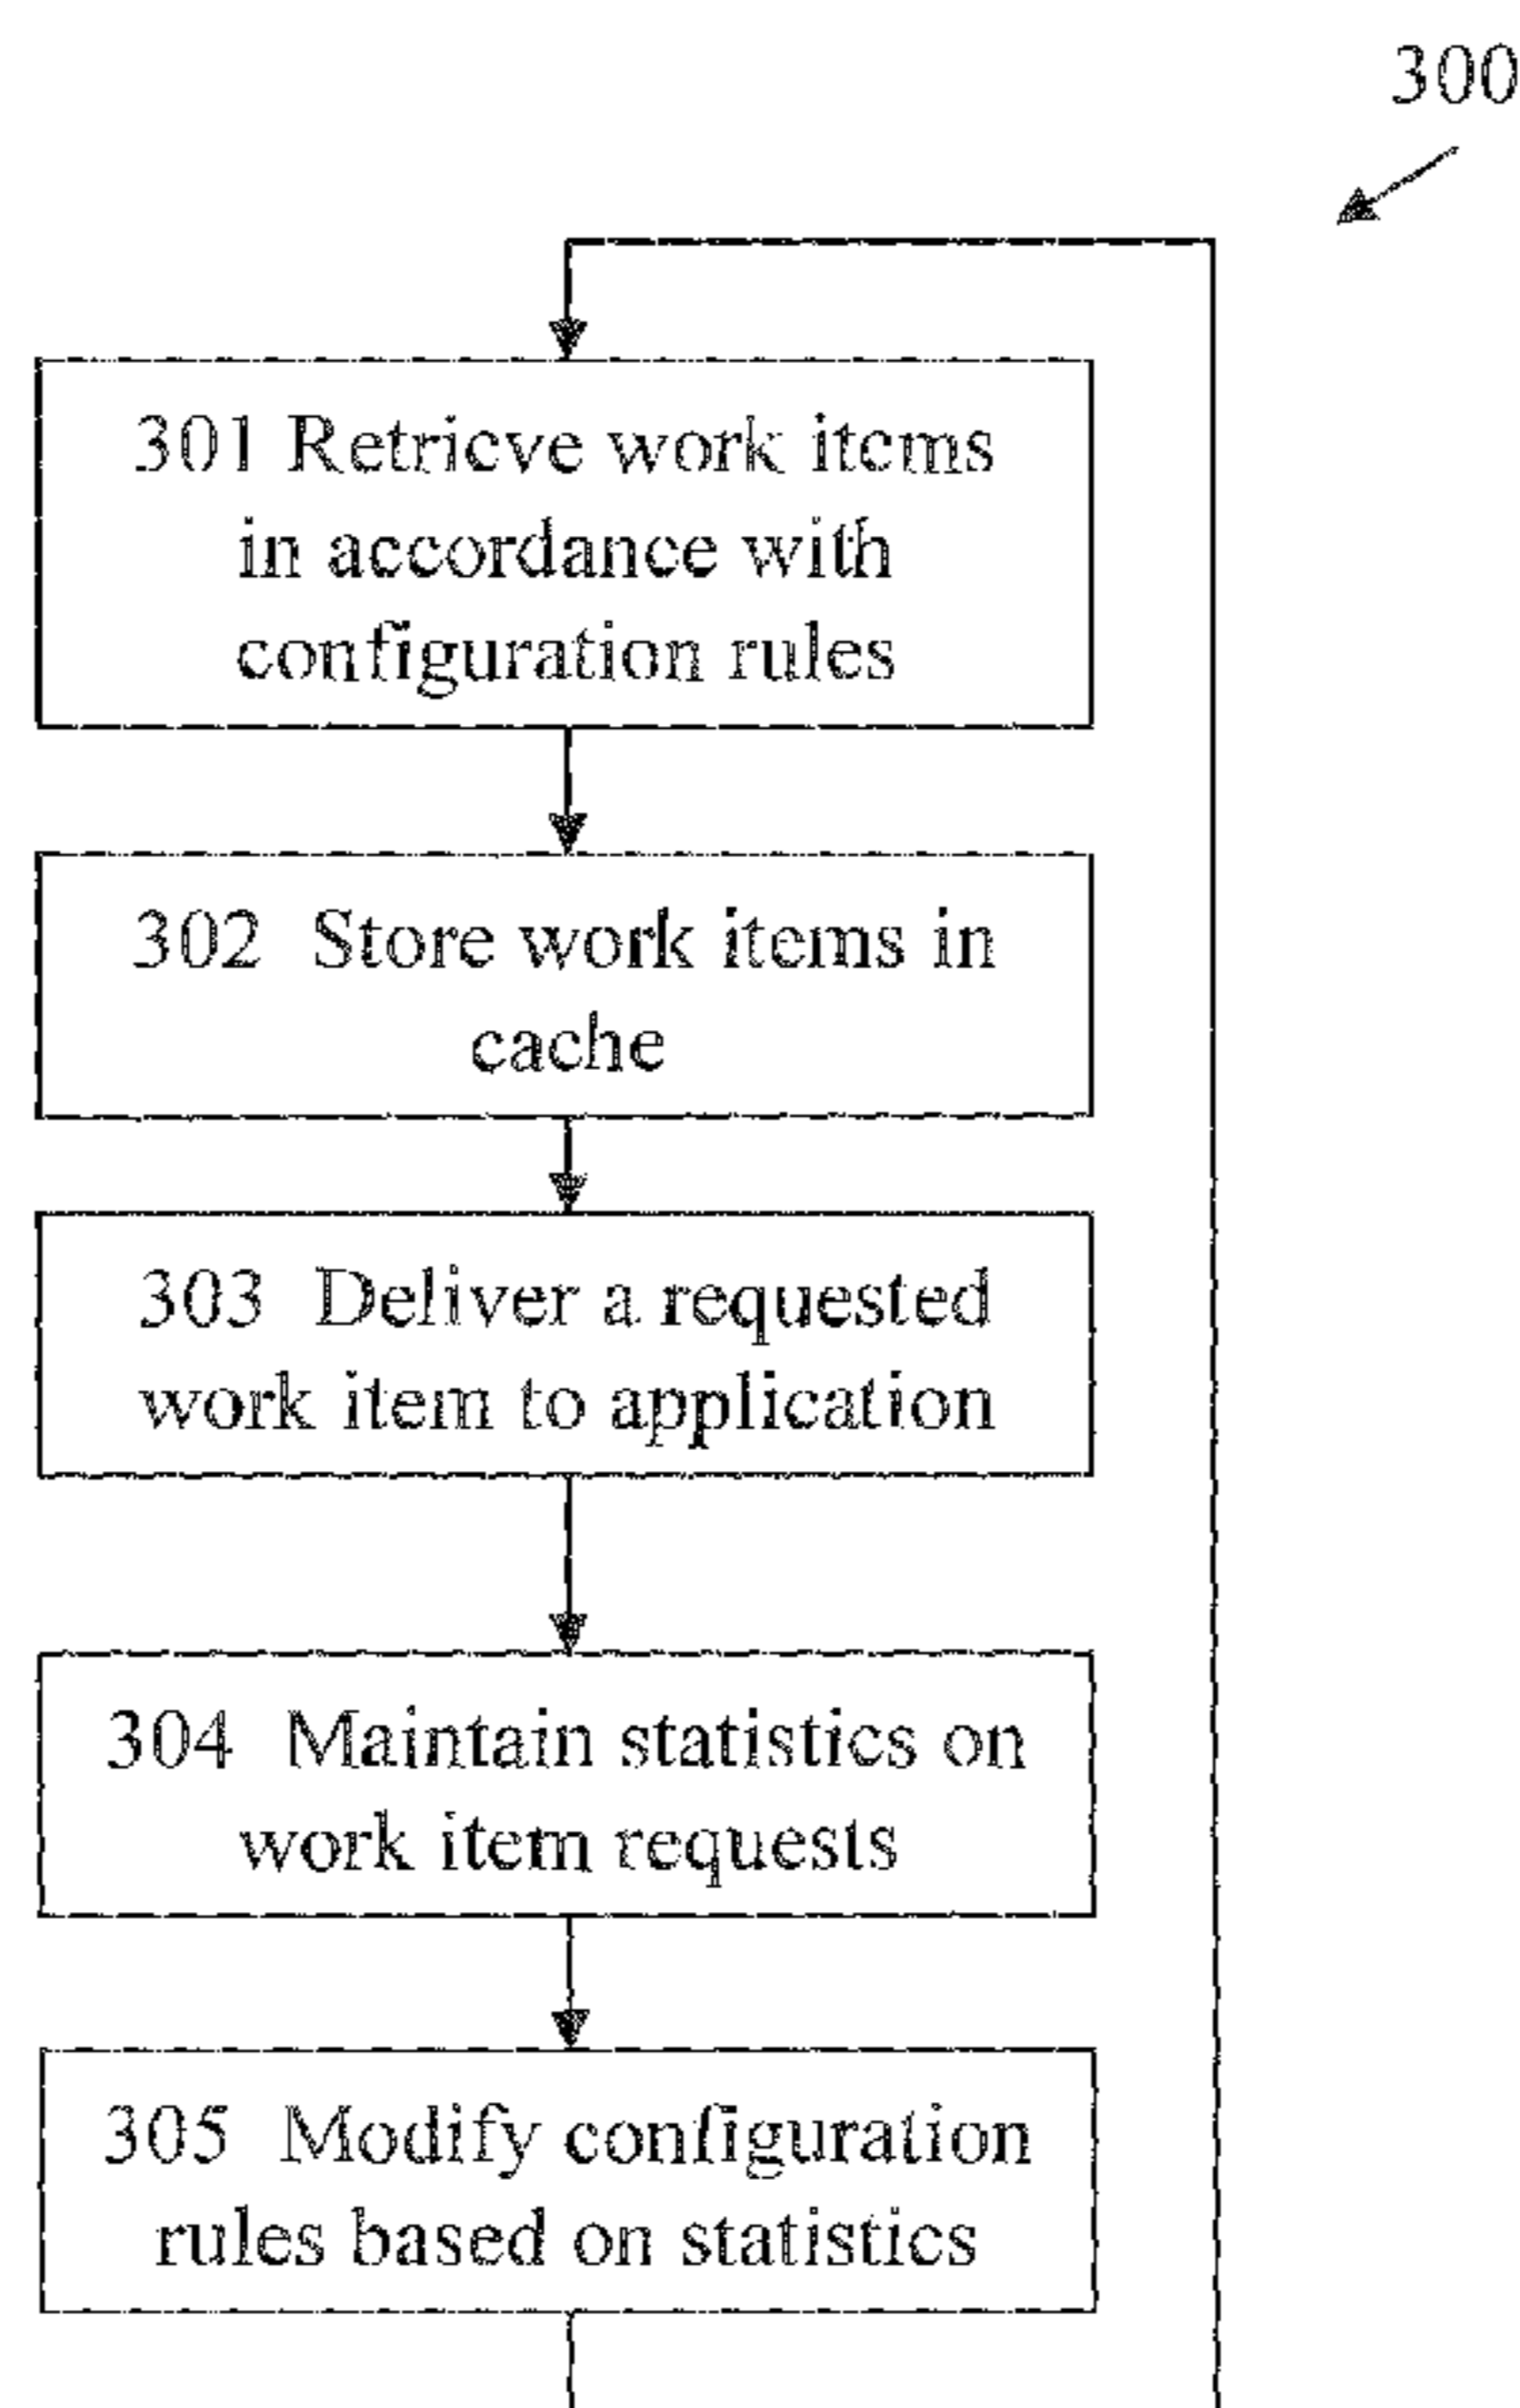 300
301 Retrieve work items
in accordance with
configuration rules
302 Store work items in
cache
303 Deliver a requested
work item to application
304 Maintain statistics on
work item requests
305 Modify configuration
rules based on statistics